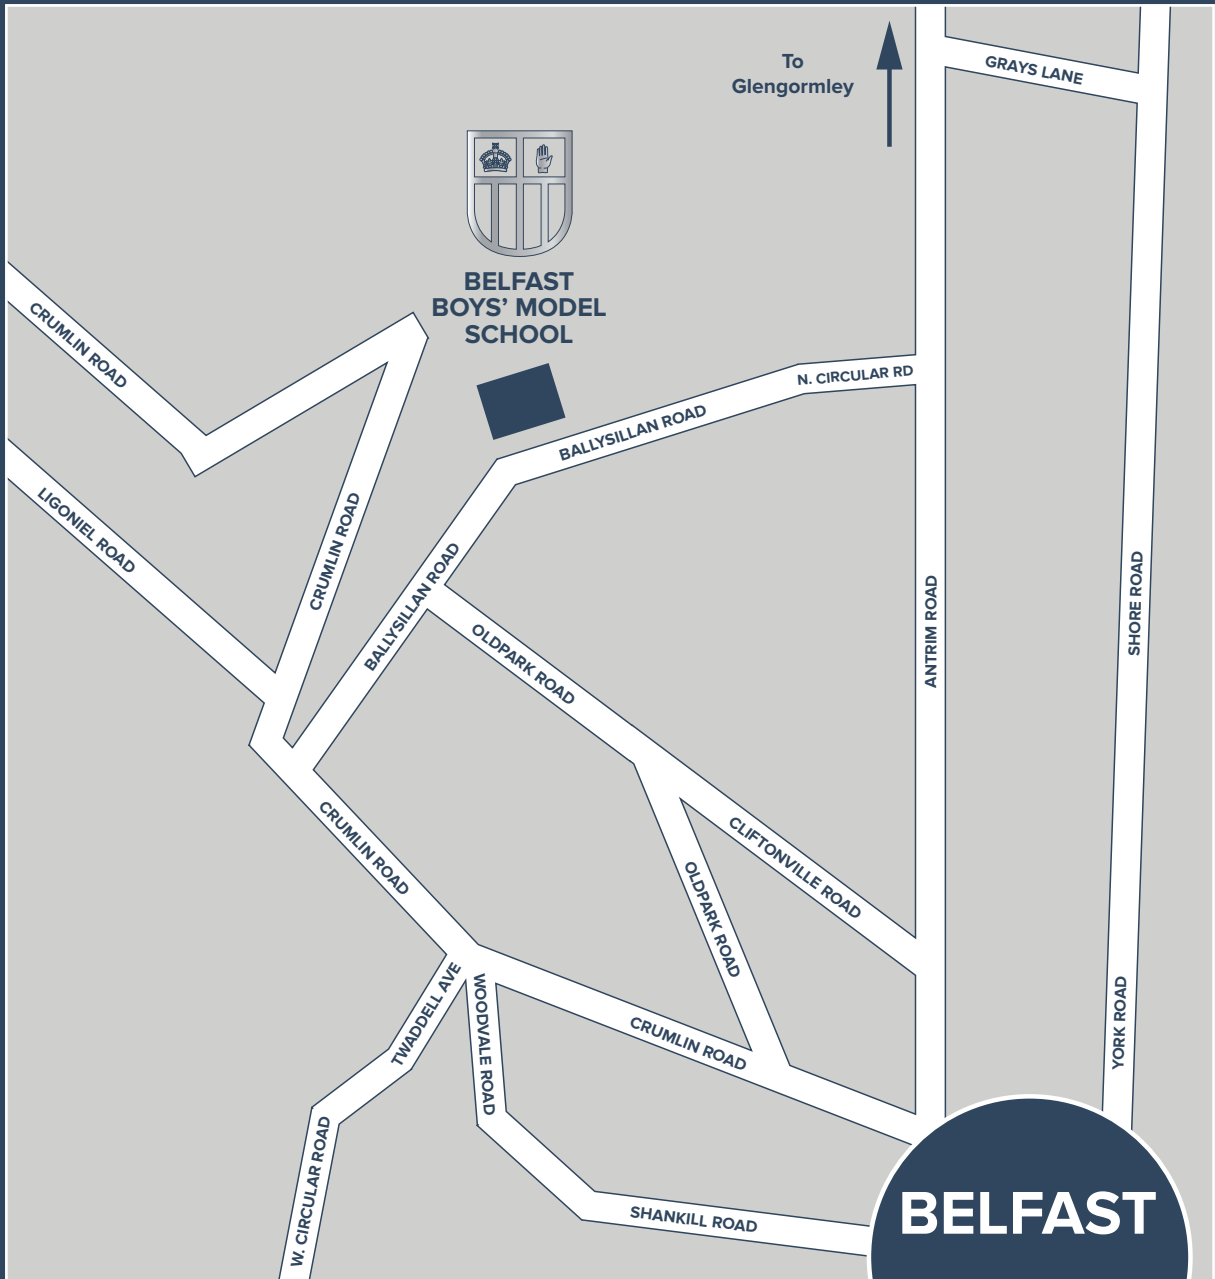 To
Glengormley
GRAYS LANE
BELFAST
BOYS’ MODEL
SCHOOL
CRUMLIN ROAD
N. CIRCULAR RD
BALLYSILLAN ROAD
LIGONIEL ROAD
CRUMLIN ROAD
BALLYSILLAN ROAD
OLDPARK ROAD
ANTRIM ROAD
SHORE ROAD
CRUMLIN ROAD
CLIFTONVILLE ROAD
OLDPARK ROAD
TWADDELL AVE
WOODVALE ROAD
CRUMLIN ROAD
YORK ROAD
W. CIRCULAR ROAD
SHANKILL ROAD
BELFAST